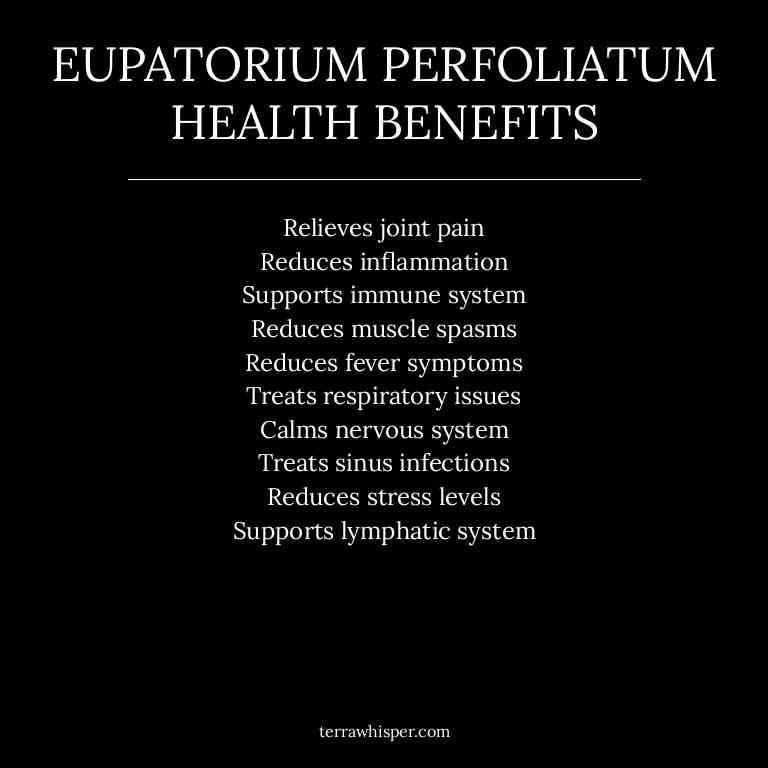 EUPATORIUM PERFOLIATUM
HEALTH BENEFITS
Relieves joint pain
Reduces inflammation
Supports immune system
Reduces muscle spasms
Reduces fever symptoms
Treats respiratory issues
Calms nervous system
Treats sinus infections
Reduces stress levels
Supports lymphatic system
terrawhisper.com